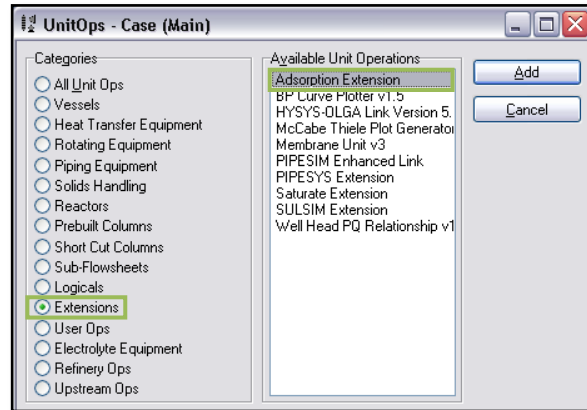 UnitOps - Case (Main)
Categories
All Unit Ops
Vessels
Heat Transfer Equipment
Rotating Equipment
Piping Equipment
Solids Handling
Reactors
Prebuilt Columns
Short Cut Columns
Sub-Flowsheets
Logicals
Extensions
User Ops
Electrolyte Equipment
Refinery Ops
Upstream Ops
Available Unit Operations
Adsorption Extension
BP Curve Plotter v1.5
HYSYS-OLGA Link Version 5.
McCabe Thiele Plot Generator
Membrane Unit v3
PIPESIM Enhanced Link
PIPESYS Extension
Saturate Extension
SULSIM Extension
Well Head PQ Relationship v1
Add
Cancel